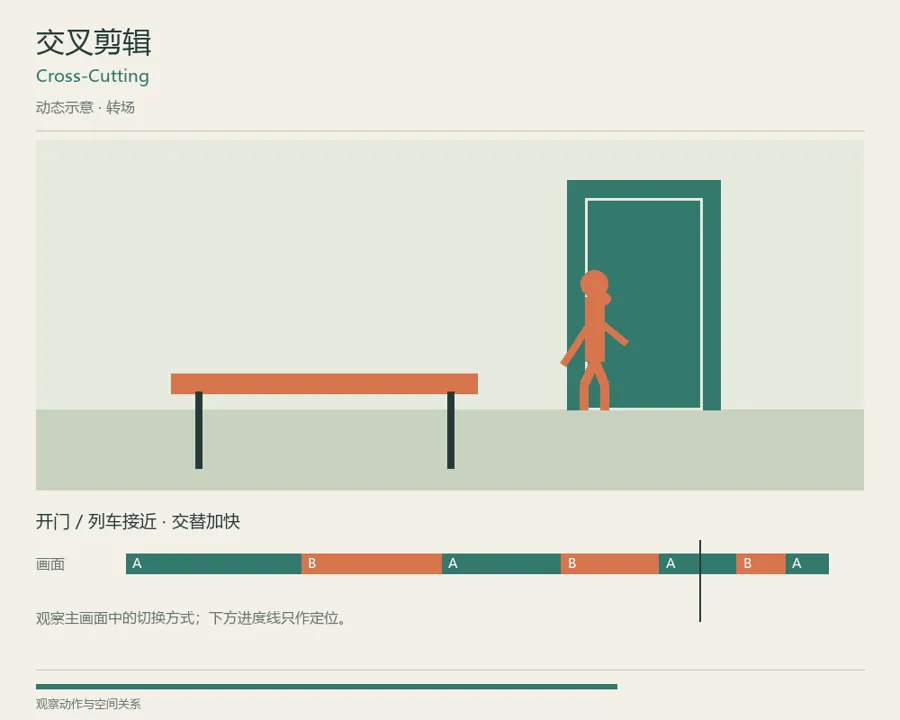 交叉剪辑
Cross-Cutting
动态示意 · 转场
开门 / 列车接近 · 交替加快
画面 A B A B A B A
观察主画面中的切换方式；下方进度线只作定位。
观察动作与空间关系